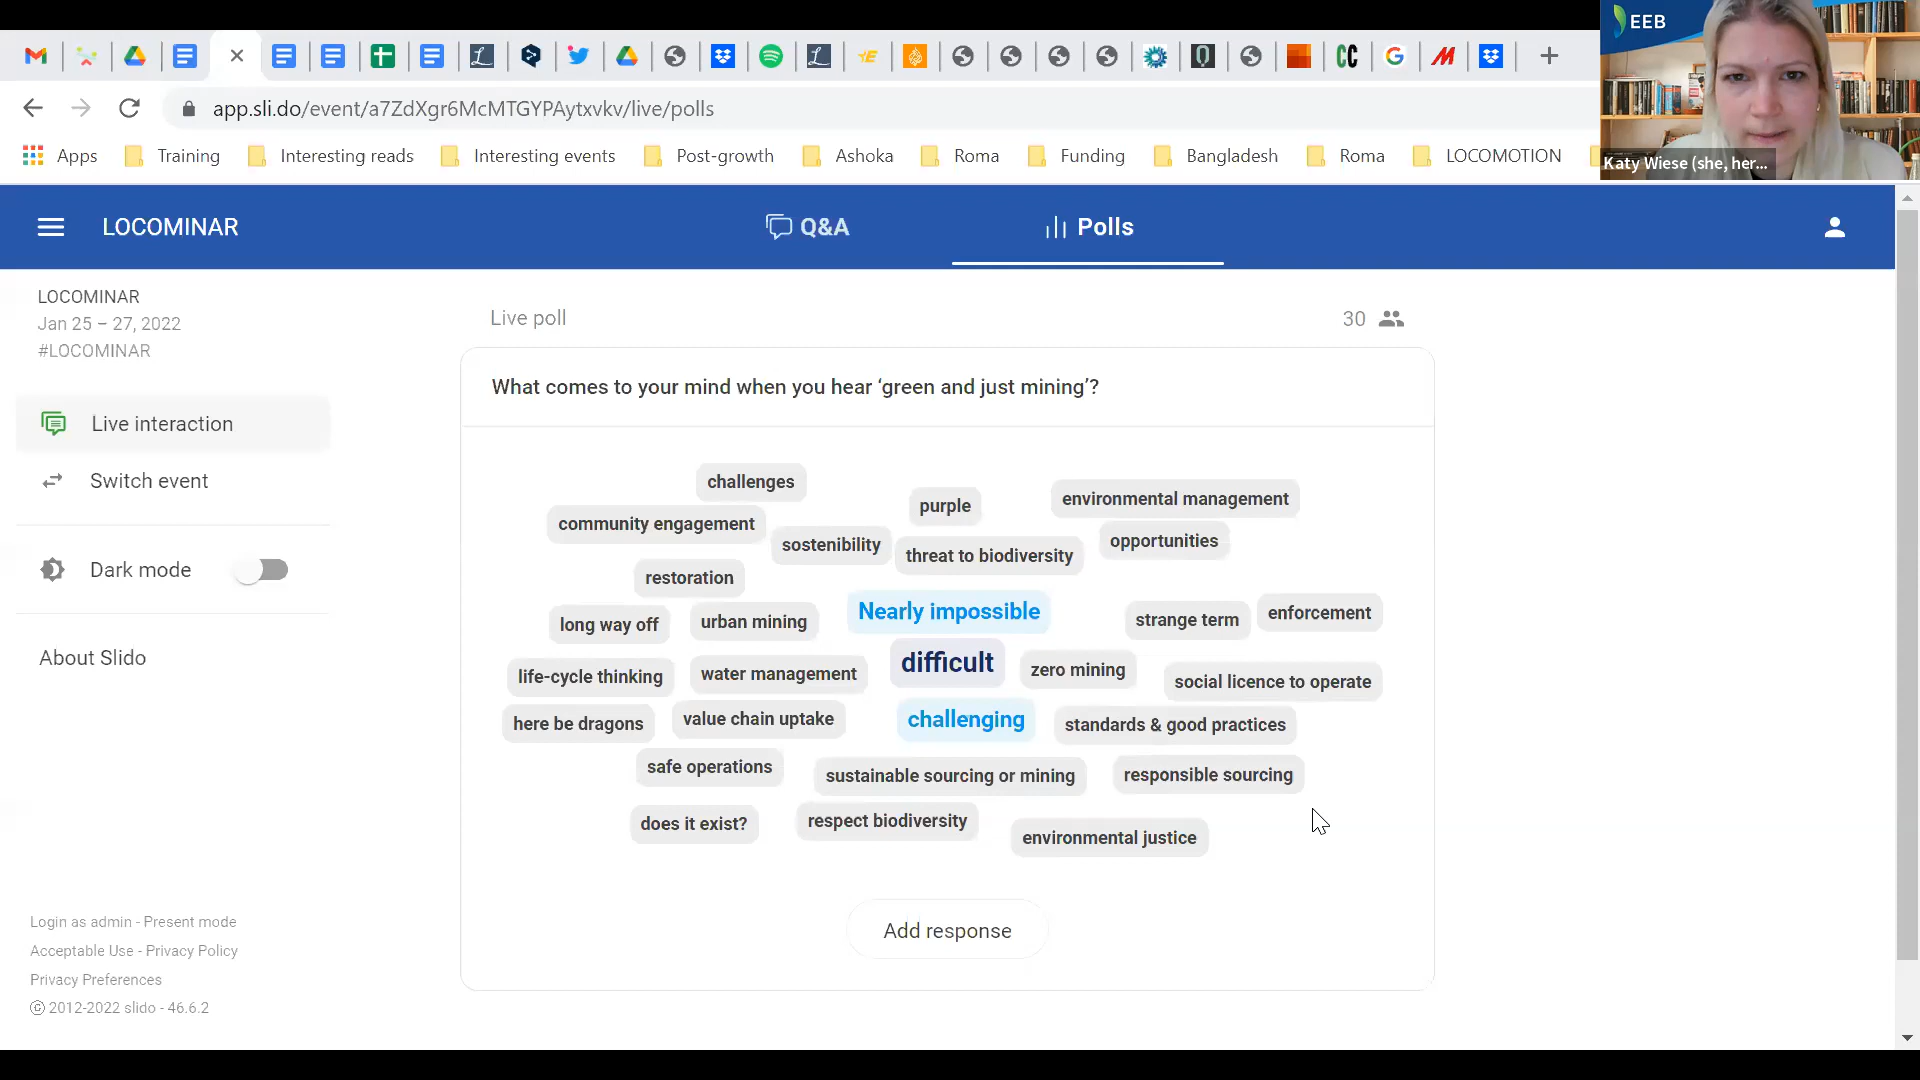 EEB
app.sli.do/event/a7ZdXgr6McMTGYPAytxvkv/live/polls
Apps Training Interesting reads Interesting events Post-growth Ashoka Roma Funding Bangladesh Roma LOCOMOTION
Katy Wiese (she, her...
LOCOMINAR Q&A Polls
LOCOMINAR
Jan 25 – 27, 2022
#LOCOMINAR
Live interaction
Switch event
Dark mode
About Slido
Login as admin - Present mode
Acceptable Use - Privacy Policy
Privacy Preferences
© 2012-2022 slido - 46.6.2
Live poll 30
What comes to your mind when you hear ‘green and just mining’?
challenges
purple
environmental management
community engagement
sostenibility
threat to biodiversity
opportunities
restoration
Nearly impossible
long way off
urban mining
strange term
enforcement
difficult
life-cycle thinking
water management
zero mining
social licence to operate
here be dragons
value chain uptake
challenging
standards & good practices
safe operations
sustainable sourcing or mining
responsible sourcing
does it exist?
respect biodiversity
environmental justice
Add response